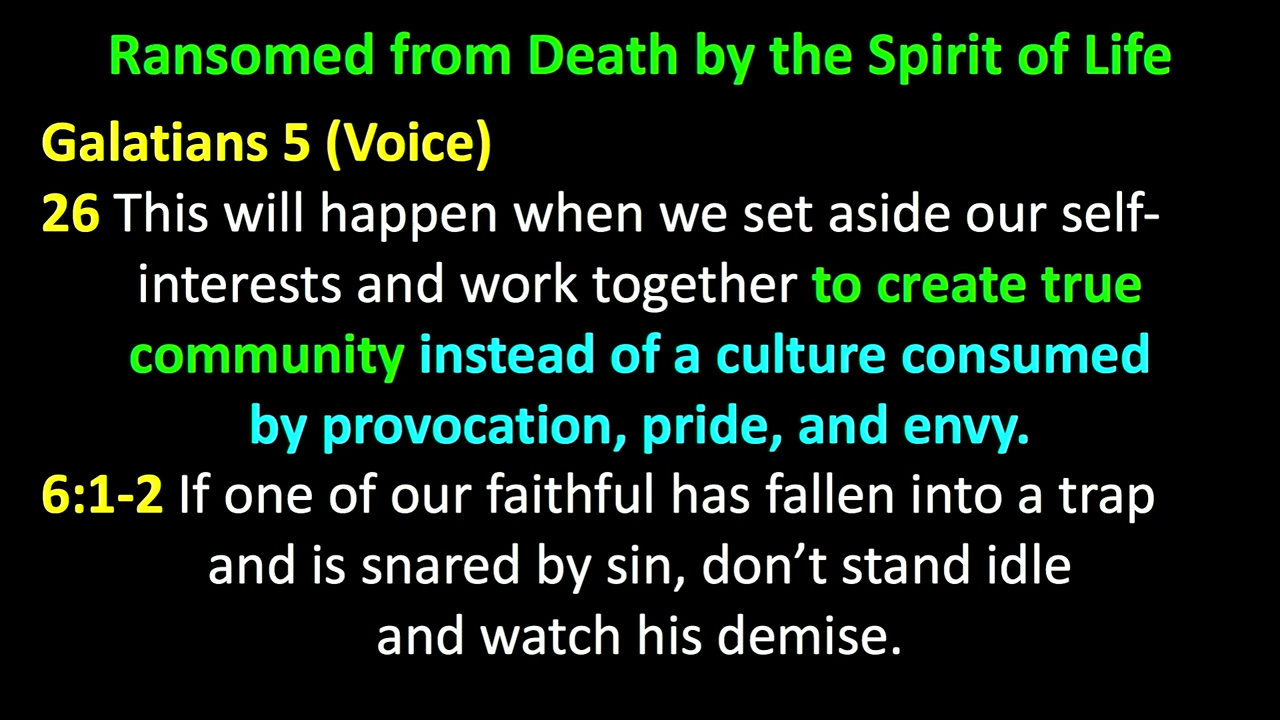 Ransomed from Death by the Spirit of Life
Galatians 5 (Voice)
26 This will happen when we set aside our self-
interests and work together to create true
community instead of a culture consumed
by provocation, pride, and envy.
6:1-2 If one of our faithful has fallen into a trap
and is snared by sin, don’t stand idle
and watch his demise.